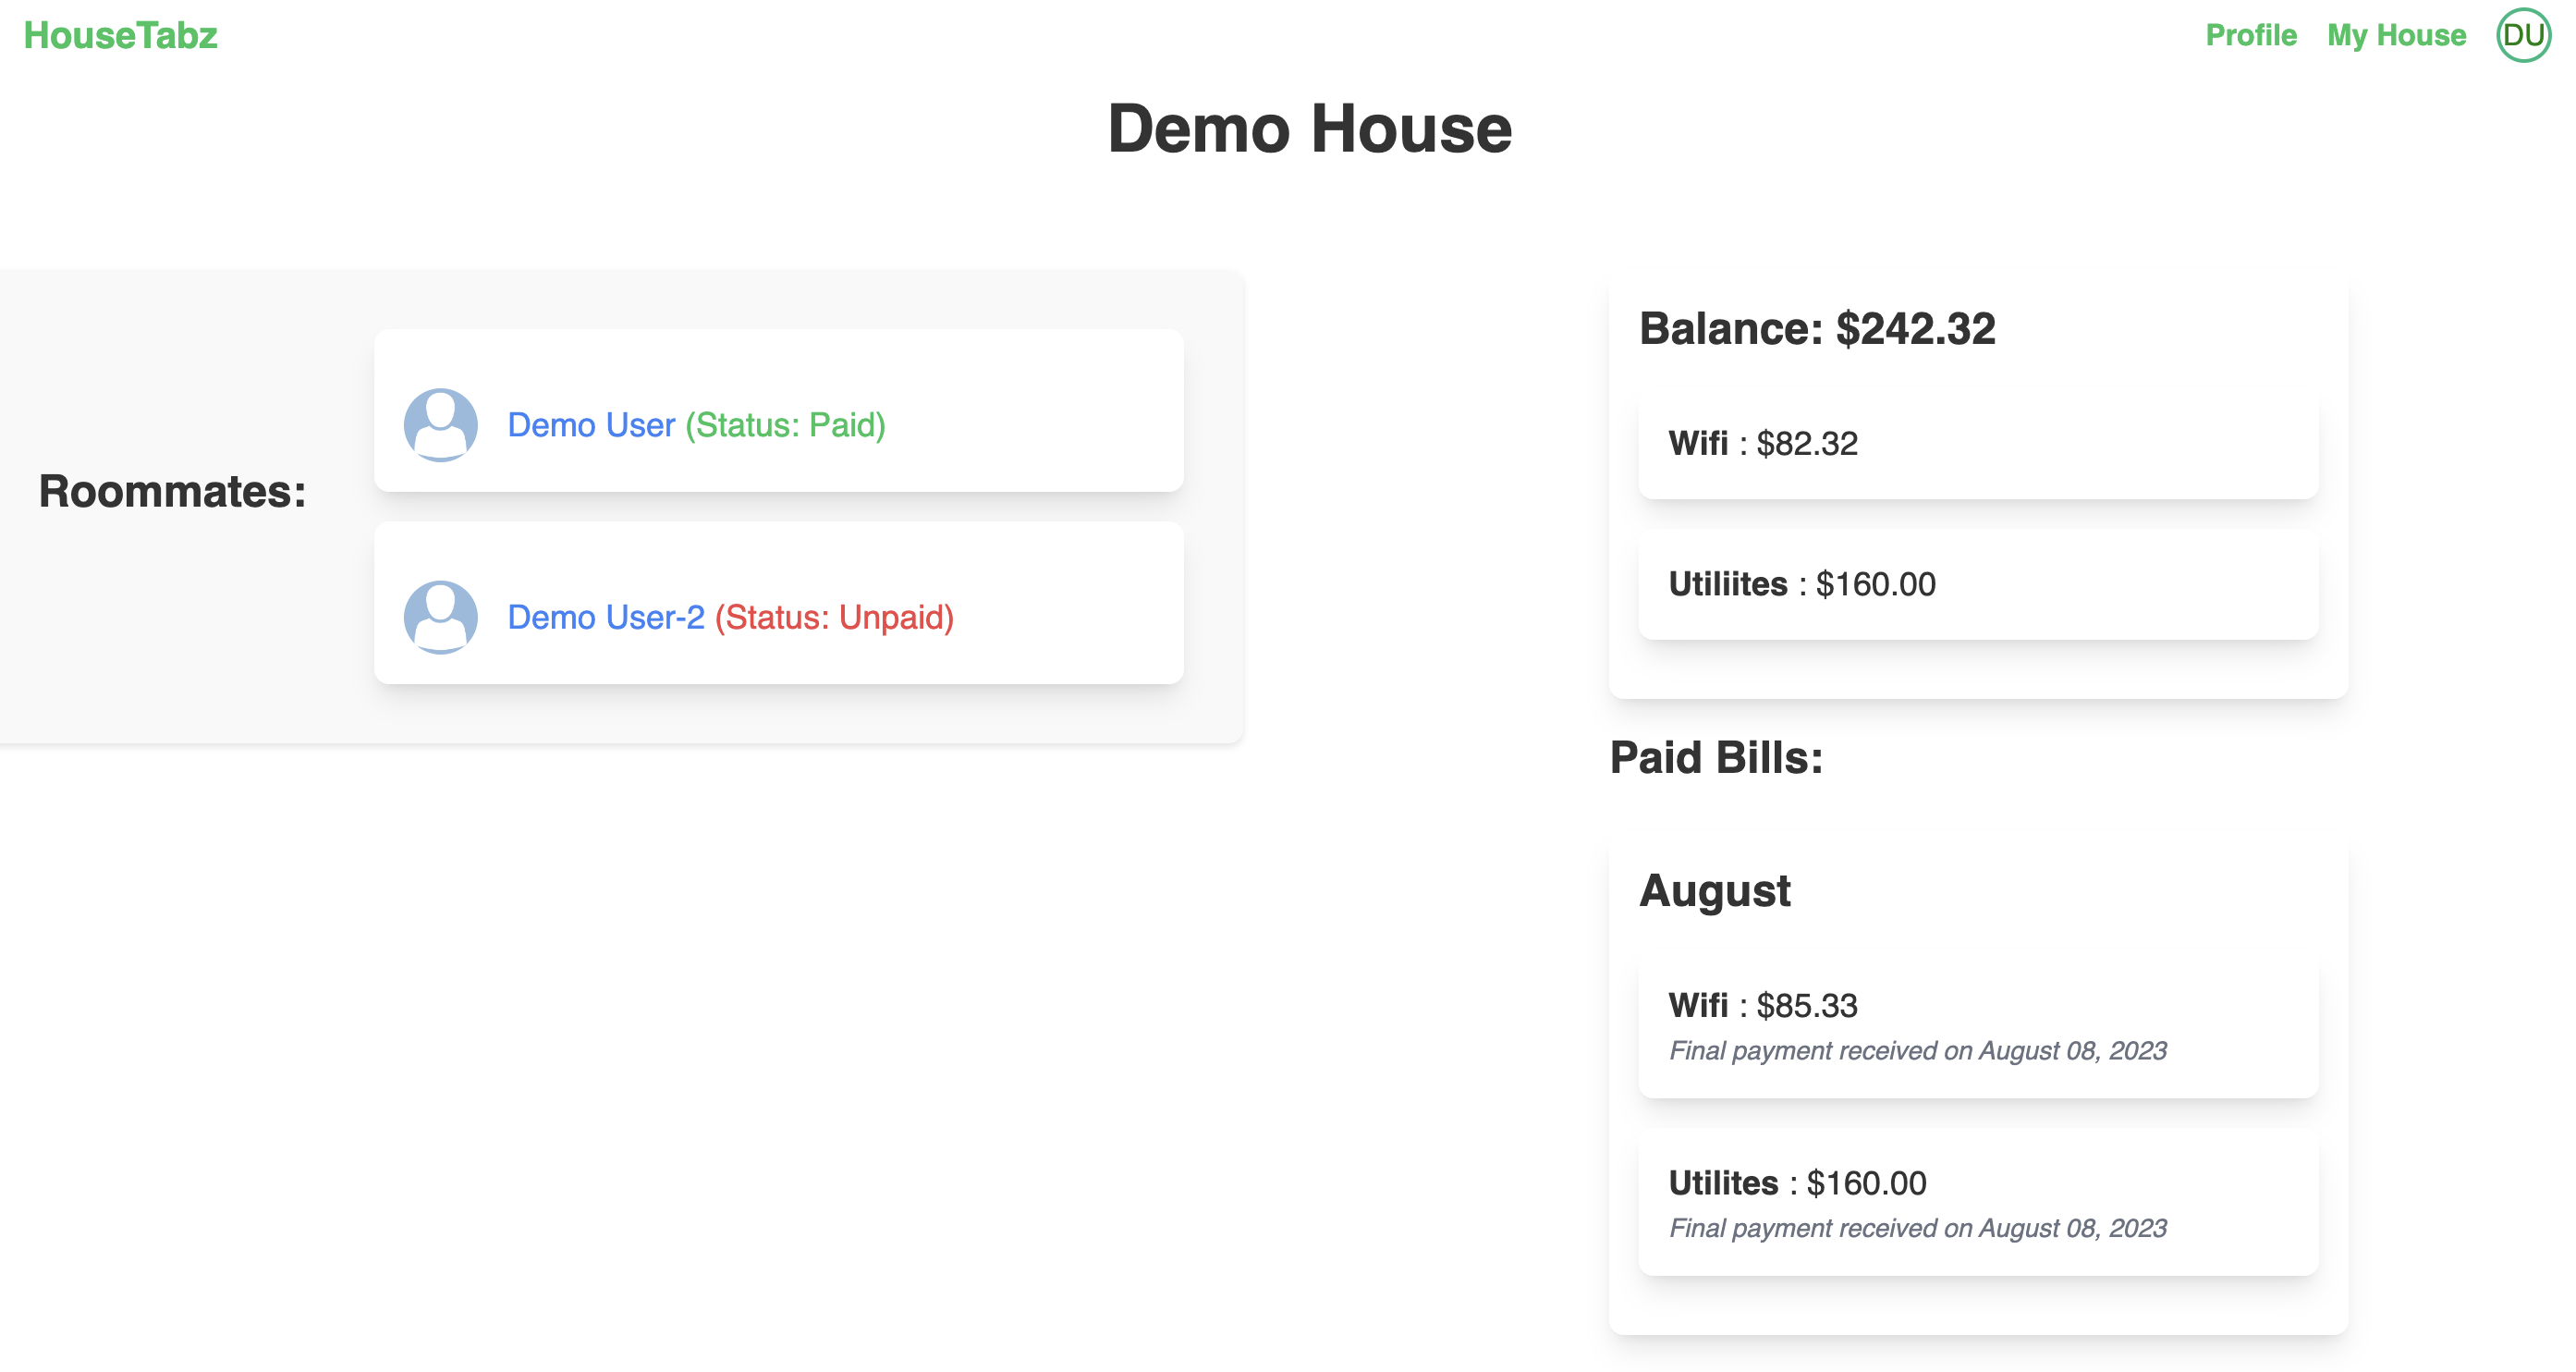 HouseTabz
Profile
My House
DU
Demo House
Roommates:
Demo User (Status: Paid)
Demo User-2 (Status: Unpaid)
Balance: $242.32
Wifi : $82.32
Utiliites : $160.00
Paid Bills:
August
Wifi : $85.33
Final payment received on August 08, 2023
Utilites : $160.00
Final payment received on August 08, 2023